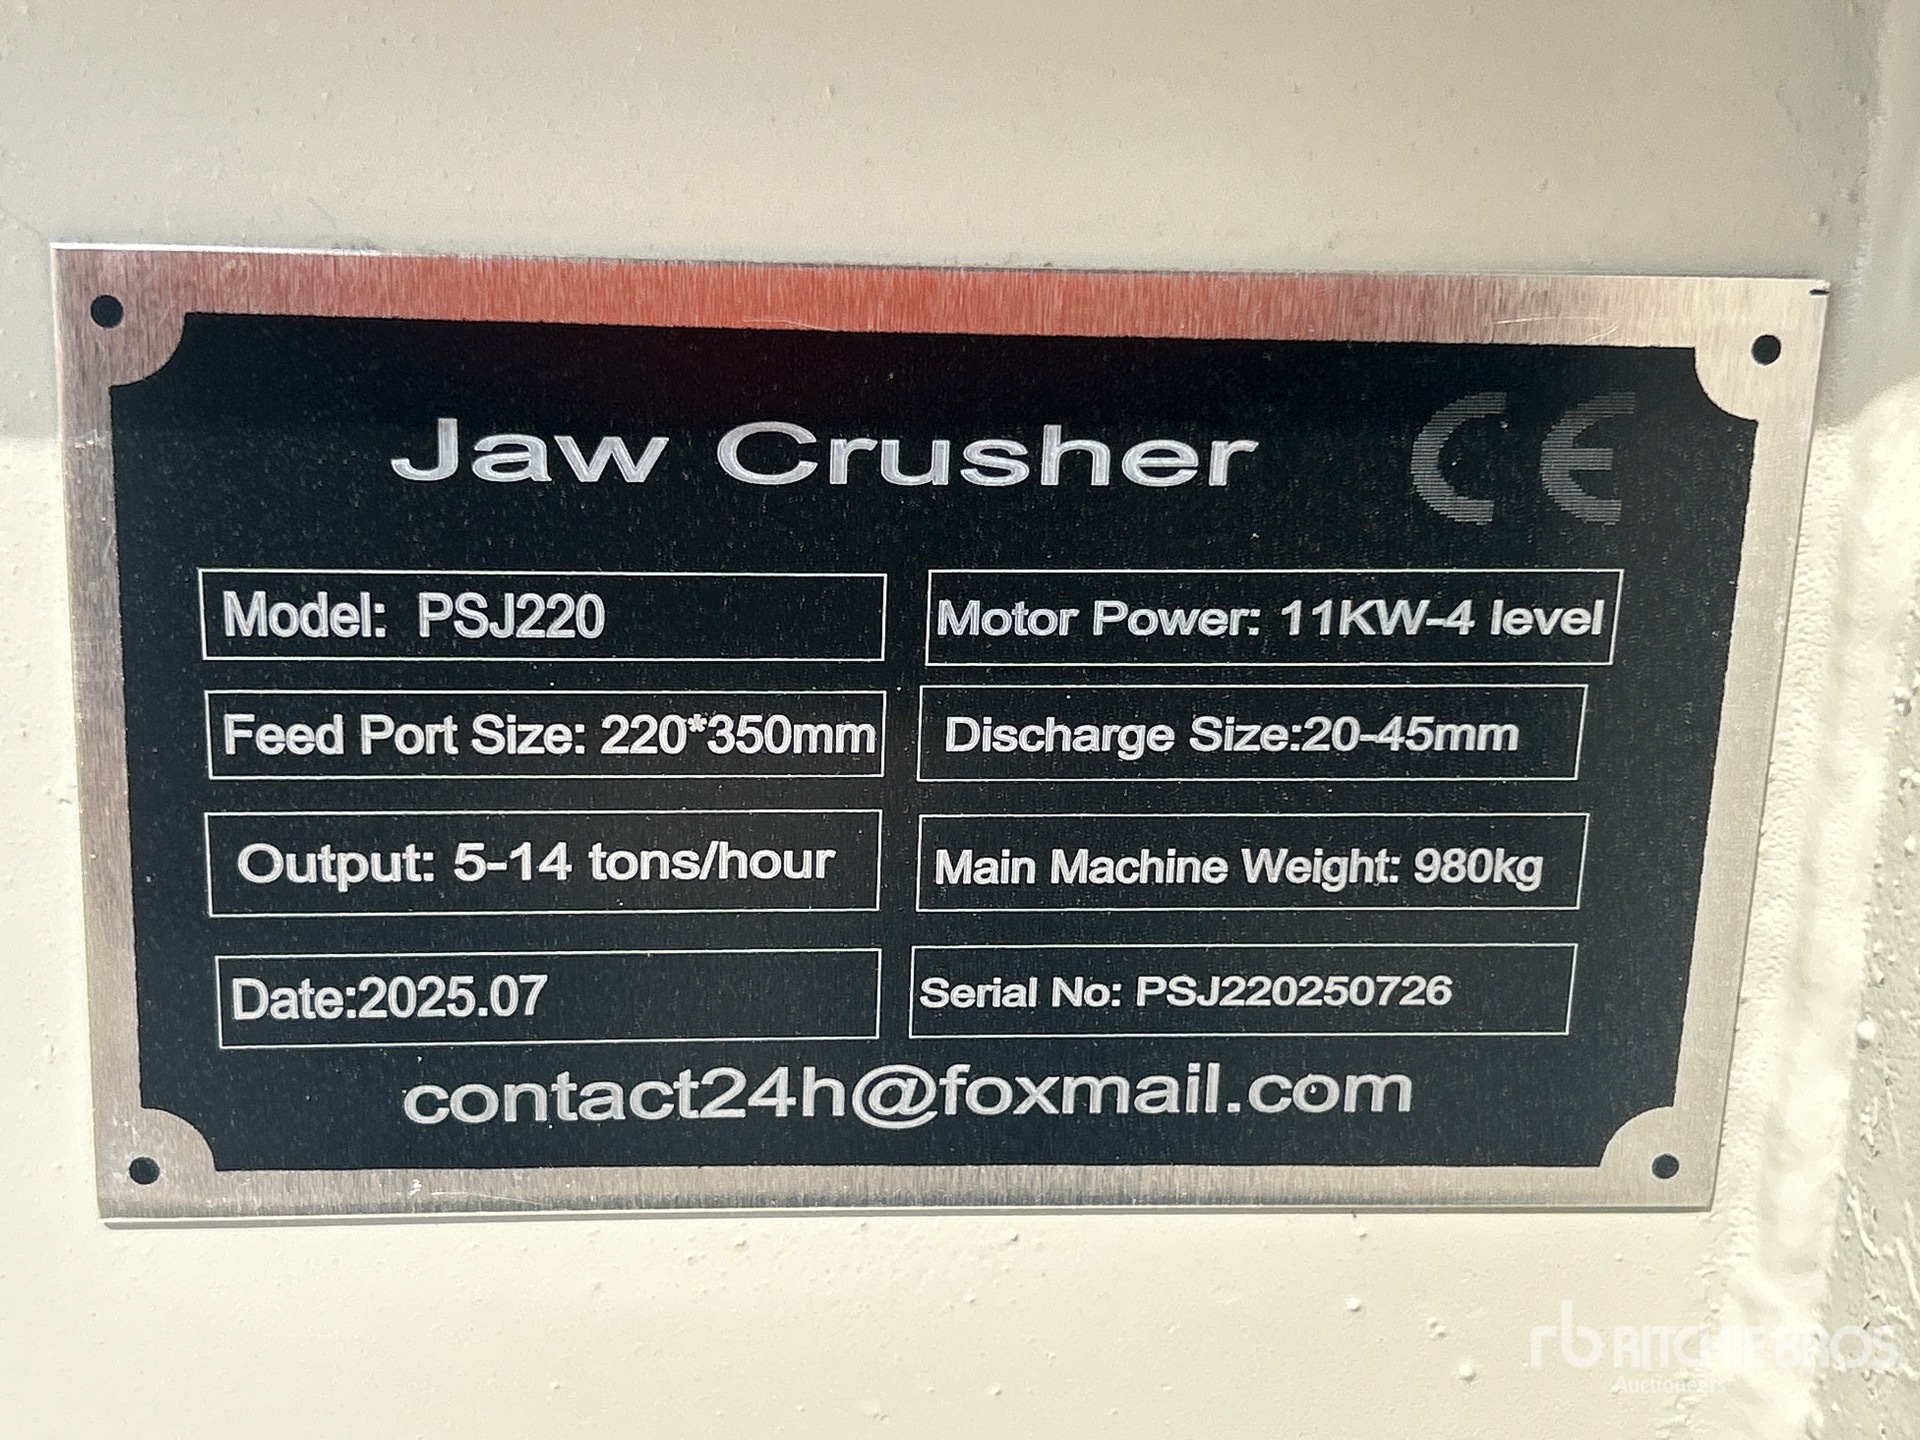 Jaw Crusher CE
Model: PSJ220
Motor Power: 11KW-4 level
Feed Port Size: 220*350mm
Discharge Size:20-45mm
Output: 5-14 tons/hour
Main Machine Weight: 980kg
Date:2025.07
Serial No: PSJ220250726
contact24h@foxmail.com
rb RITCHIE BROS.
Auctioneers